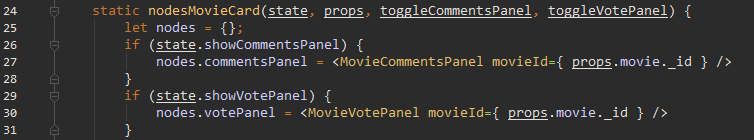 24 static nodesMovieCard(state, props, toggleCommentsPanel, toggleVotePanel) {
25 let nodes = {};
26 if (state.showCommentsPanel) {
27 nodes.commentsPanel = <MovieCommentsPanel movieId={ props.movie._id } />
28 }
29 if (state.showVotePanel) {
30 nodes.votePanel = <MovieVotePanel movieId={ props.movie._id } />
31 }